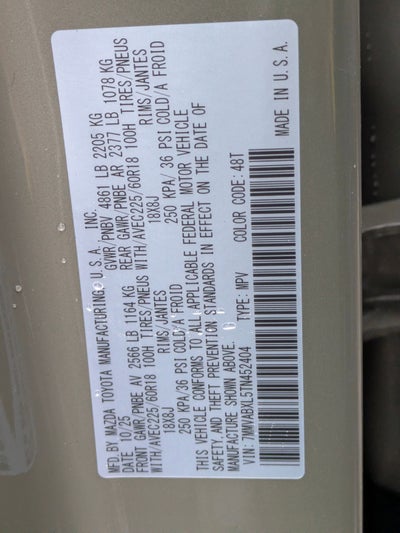 MFD.BY MAZDA TOYOTA MANUFACTURING U.S.A. INC.
DATE 10/25 GVWR/PNBV 4861 LB 2205 KG
FRONT GAWR/PNBE AV 2566 LB 1164 KG REAR GAWR/PNBE AR 2377 LB 1078 KG
WITH/AVEC225/60R18 100H TIRES/PNEUS WITH/AVEC225/60R18 100H TIRES/PNEUS
RIMS/JANTES RIMS/JANTES
18X8J 18X8J
250 KPA/36 PSI COLD/A FROID 250 KPA/ 36 PSI COLD/A FROID
THIS VEHICLE CONFORMS TO ALL APPLICABLE FEDERAL MOTOR VEHICLE
SAFETY, AND THEFT PREVENTION STANDARDS IN EFFECT ON THE DATE OF
MANUFACTURE SHOWN ABOVE.
VIN: 7MMVABXL5TN452404 TYPE: MPV COLOR CODE: 48T
MADE IN U.S.A.